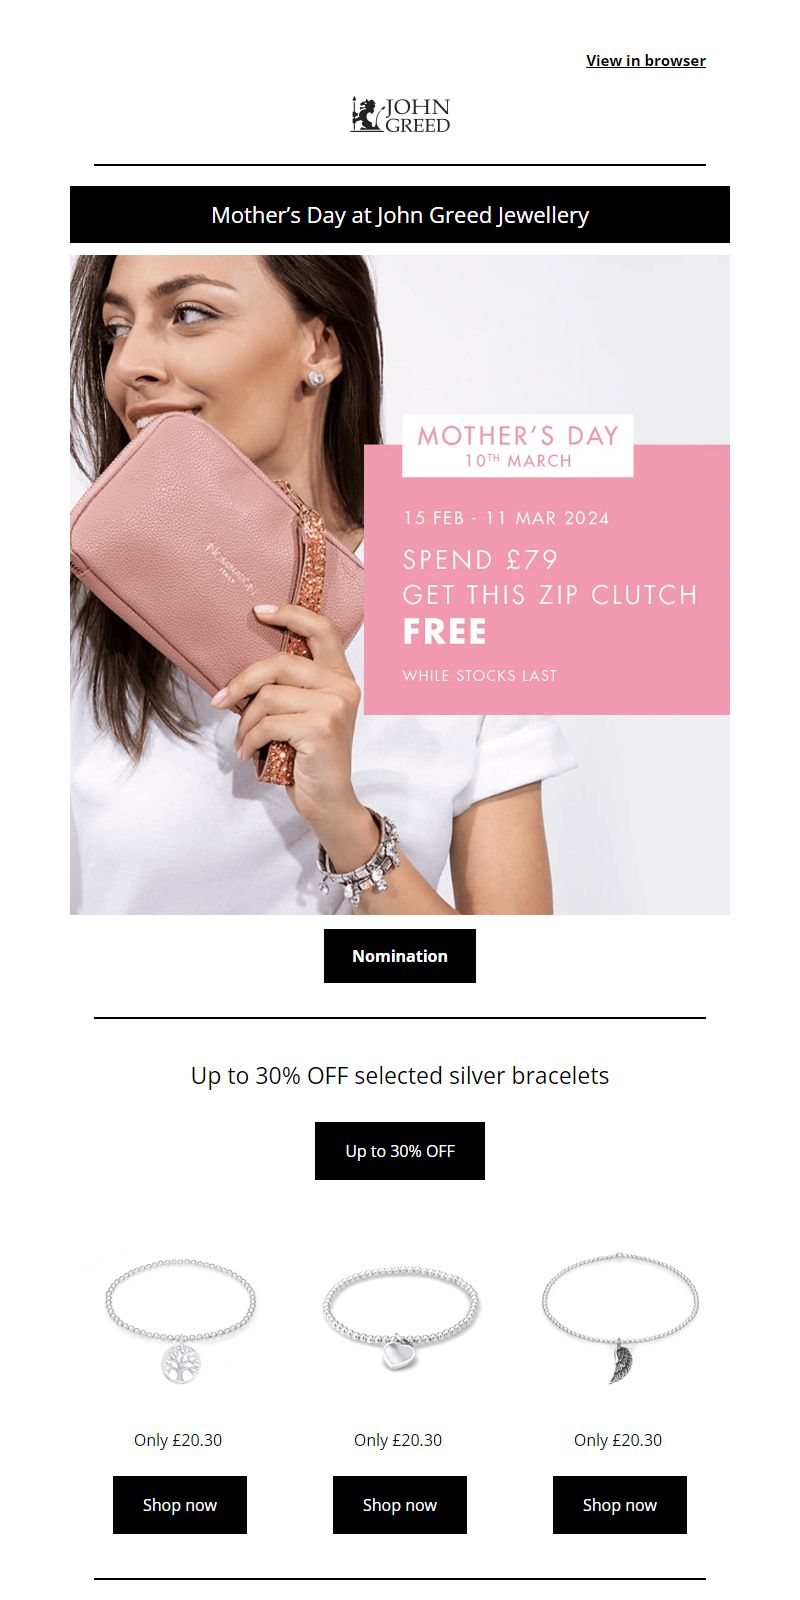 View in browser
JOHN
GREED
Mother's Day at John Greed Jewellery
MOTHER'S DAY
10TH MARCH
15 FEB - 11 MAR 2024
SPEND £79
GET THIS ZIP CLUTCH
FREE
WHILE STOCKS LAST
NOMINATION
ITALY
Nomination
Up to 30% OFF selected silver bracelets
Up to 30% OFF
Only £20.30 Only £20.30 Only £20.30
Shop now Shop now Shop now